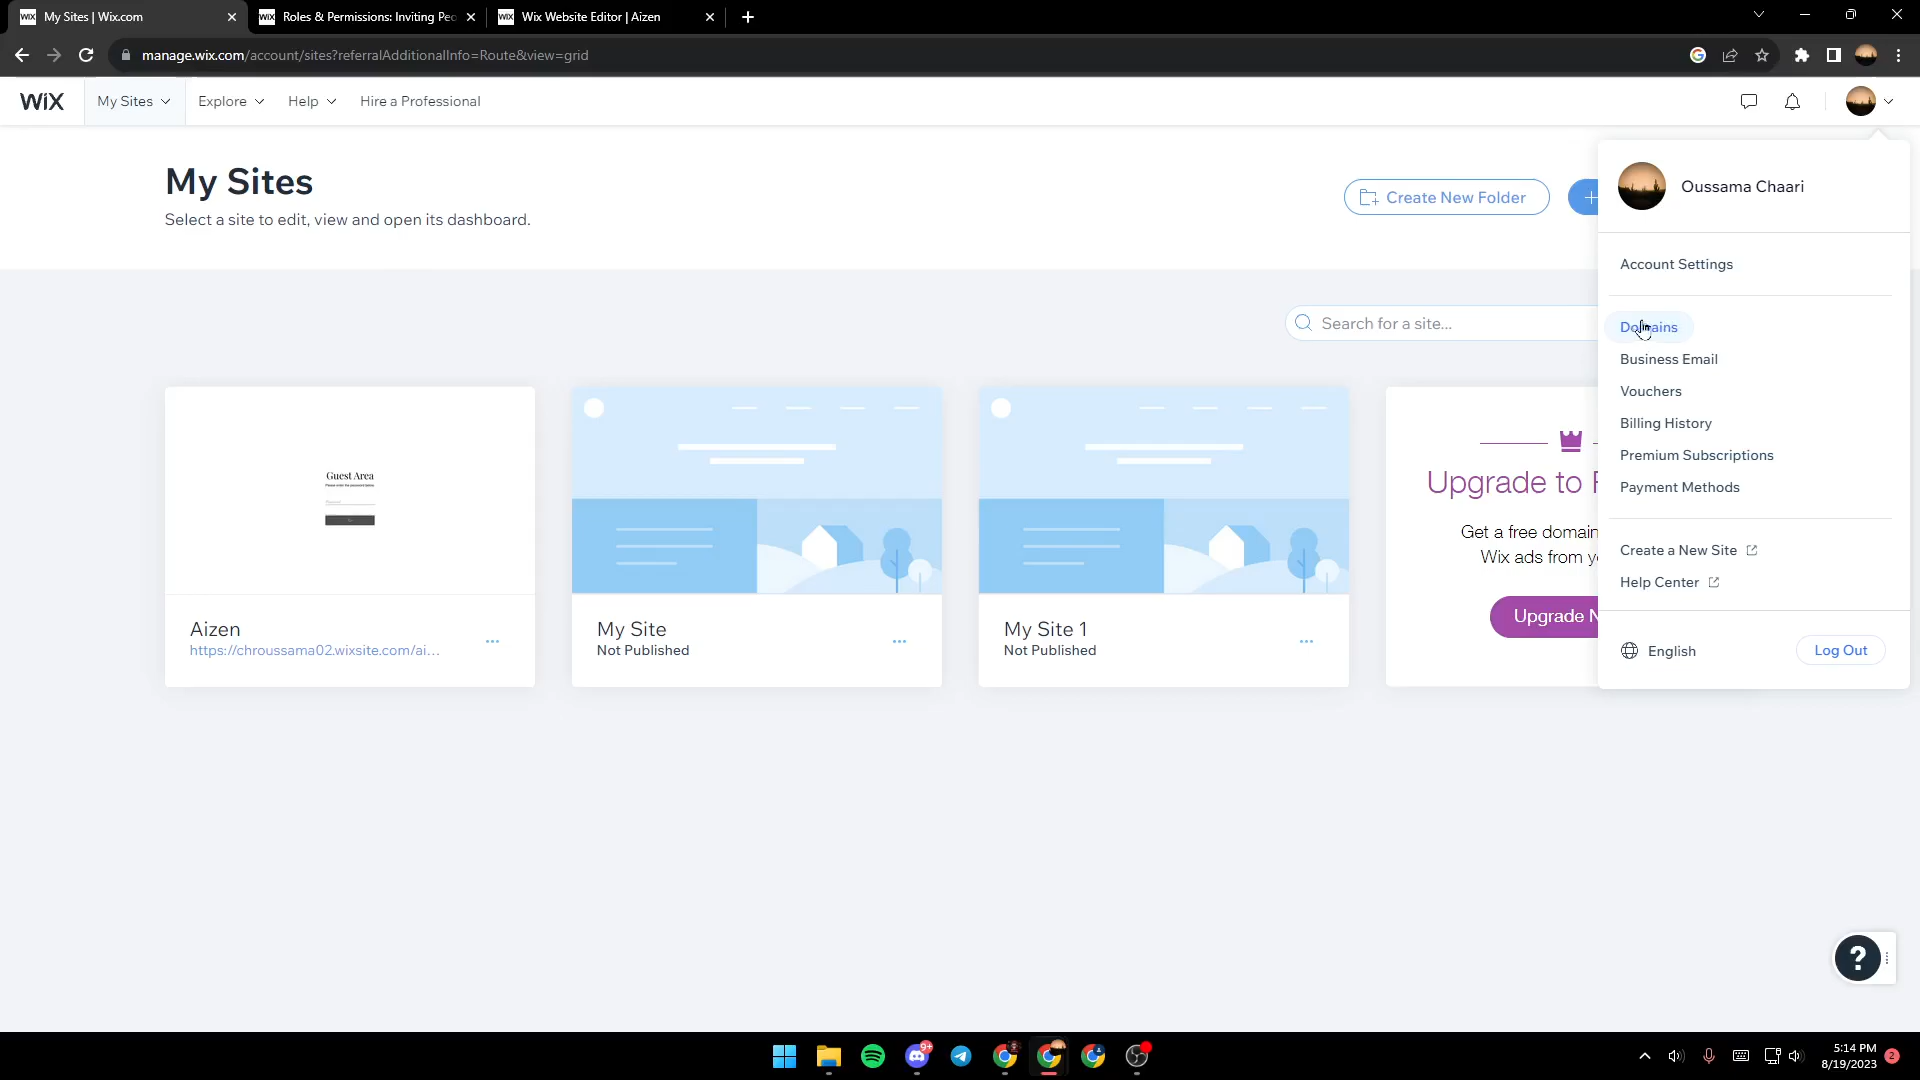 WiX My Sites | Wix.com
WiX Roles & Permissions: Inviting Peo
WiX Wix Website Editor | Aizen
manage.wix.com/account/sites?referralAdditionalInfo=Route&view=grid
WiX My Sites Explore Help Hire a Professional
My Sites
Select a site to edit, view and open its dashboard.
Create New Folder
Oussama Chaari
Account Settings
Search for a site...
Domains
Business Email
Vouchers
Billing History
Premium Subscriptions
Payment Methods
Create a New Site
Help Center
English
Log Out
Guest Area
Aizen
https://chroussama02.wixsite.com/ai...
My Site
Not Published
My Site 1
Not Published
Upgrade to
Get a free domain
Wix ads from
Upgrade
?
9+
5:14 PM
8/19/2023
2